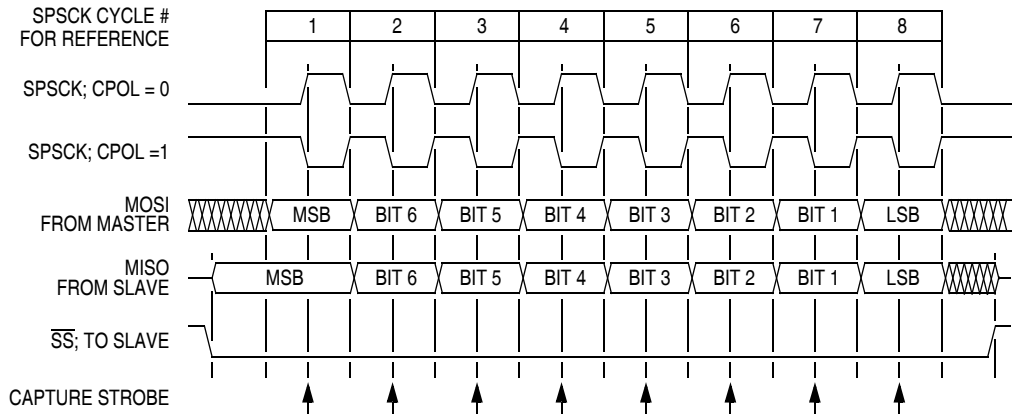 SPSCK CYCLE #
FOR REFERENCE
1 2 3 4 5 6 7 8
SPSCK; CPOL = 0
SPSCK; CPOL =1
MOSI
FROM MASTER
MSB BIT 6 BIT 5 BIT 4 BIT 3 BIT 2 BIT 1 LSB
MISO
FROM SLAVE
MSB BIT 6 BIT 5 BIT 4 BIT 3 BIT 2 BIT 1 LSB
SS; TO SLAVE
CAPTURE STROBE